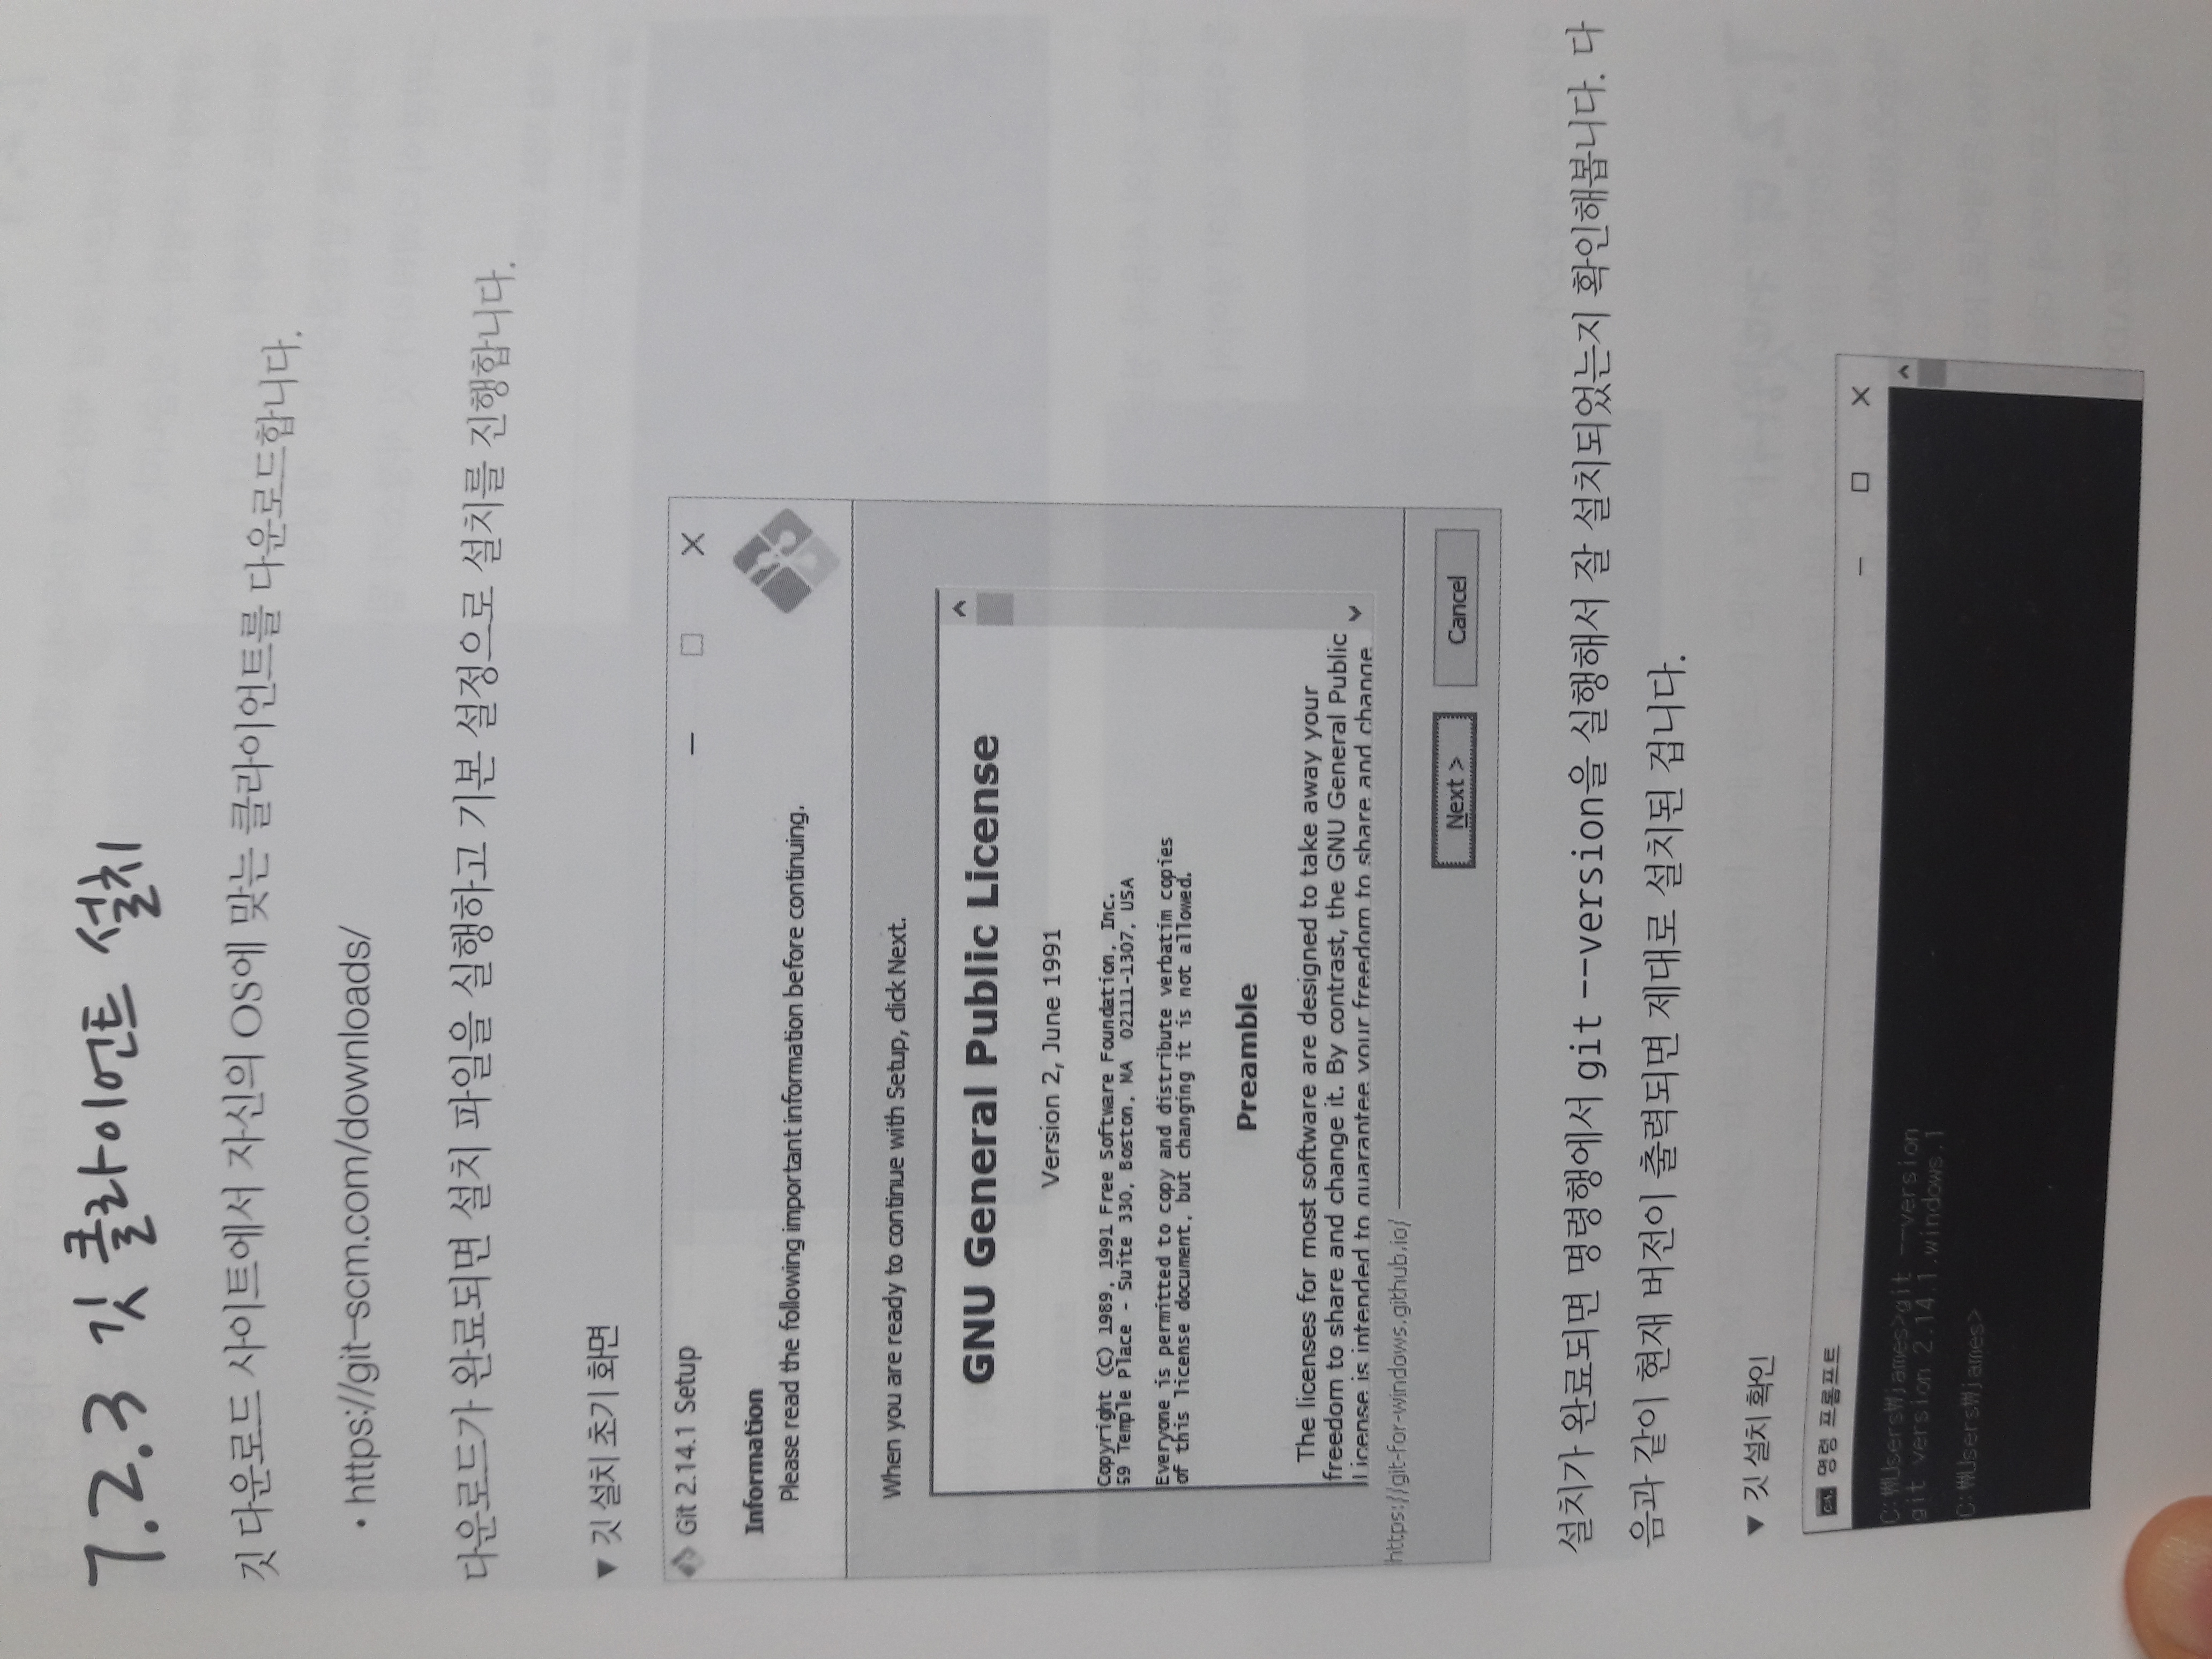 7.2.3 깃 클라이언트 설치
깃 다운로드 사이트에서 자신의 OS에 맞는 클라이언트를 다운로드합니다.
• https://git-scm.com/downloads/
다운로드가 완료되면 설치 파일을 실행하고 기본 설정으로 설치를 진행합니다.
▼ 깃 설치 초기 화면
Git 2.14.1 Setup
Information
Please read the following important information before continuing.
When you are ready to continue with Setup, click Next.
GNU General Public License
Version 2, June 1991
Copyright (C) 1989, 1991 Free Software Foundation, Inc.
59 Temple Place - Suite 330, Boston, MA  02111-1307, USA
Everyone is permitted to copy and distribute verbatim copies
of this license document, but changing it is not allowed.
Preamble
The licenses for most software are designed to take away your
freedom to share and change it. By contrast, the GNU General Public
License is intended to guarantee your freedom to share and change
https://git-for-windows.github.io/
Next > Cancel
설치가 완료되면 명령행에서 git --version을 실행해서 잘 설치되었는지 확인해봅니다. 다
음과 같이 현재 버전이 출력되면 제대로 설치된 겁니다.
▼ 깃 설치 확인
명령 프롬프트
C:₩Users₩james>git --version
git version 2.14.1.windows.1
C:₩Users₩james>